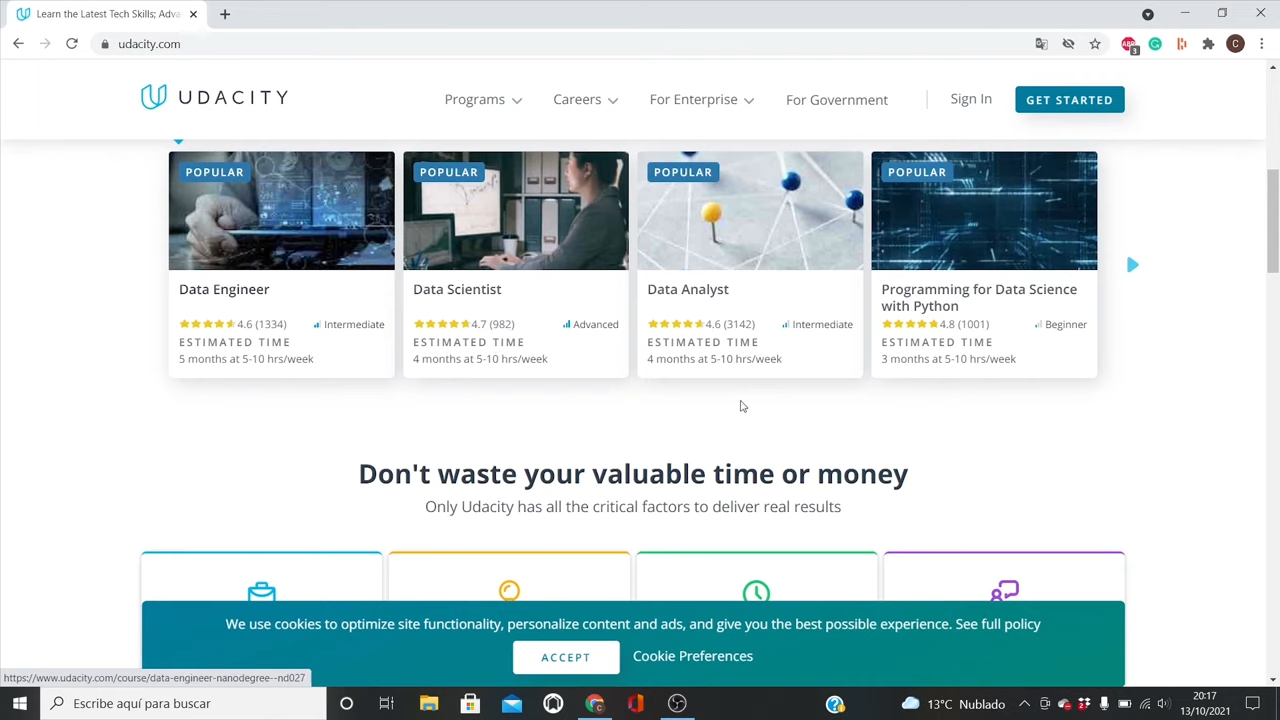 Learn the Latest Tech Skills; Adva
udacity.com
ABP
3
C
UDACITY
Programs
Careers
For Enterprise
For Government
Sign In
GET STARTED
POPULAR
POPULAR
POPULAR
POPULAR
Data Engineer
4.6 (1334)
Intermediate
ESTIMATED TIME
5 months at 5-10 hrs/week
Data Scientist
4.7 (982)
Advanced
ESTIMATED TIME
4 months at 5-10 hrs/week
Data Analyst
4.6 (3142)
Intermediate
ESTIMATED TIME
4 months at 5-10 hrs/week
Programming for Data Science
with Python
4.8 (1001)
Beginner
ESTIMATED TIME
3 months at 5-10 hrs/week
Don't waste your valuable time or money
Only Udacity has all the critical factors to deliver real results
We use cookies to optimize site functionality, personalize content and ads, and give you the best possible experience. See full policy
ACCEPT
Cookie Preferences
https://www.udacity.com/course/data-engineer-nanodegree--nd027
Escribe aquí para buscar
13°C Nublado
20:17
13/10/2021